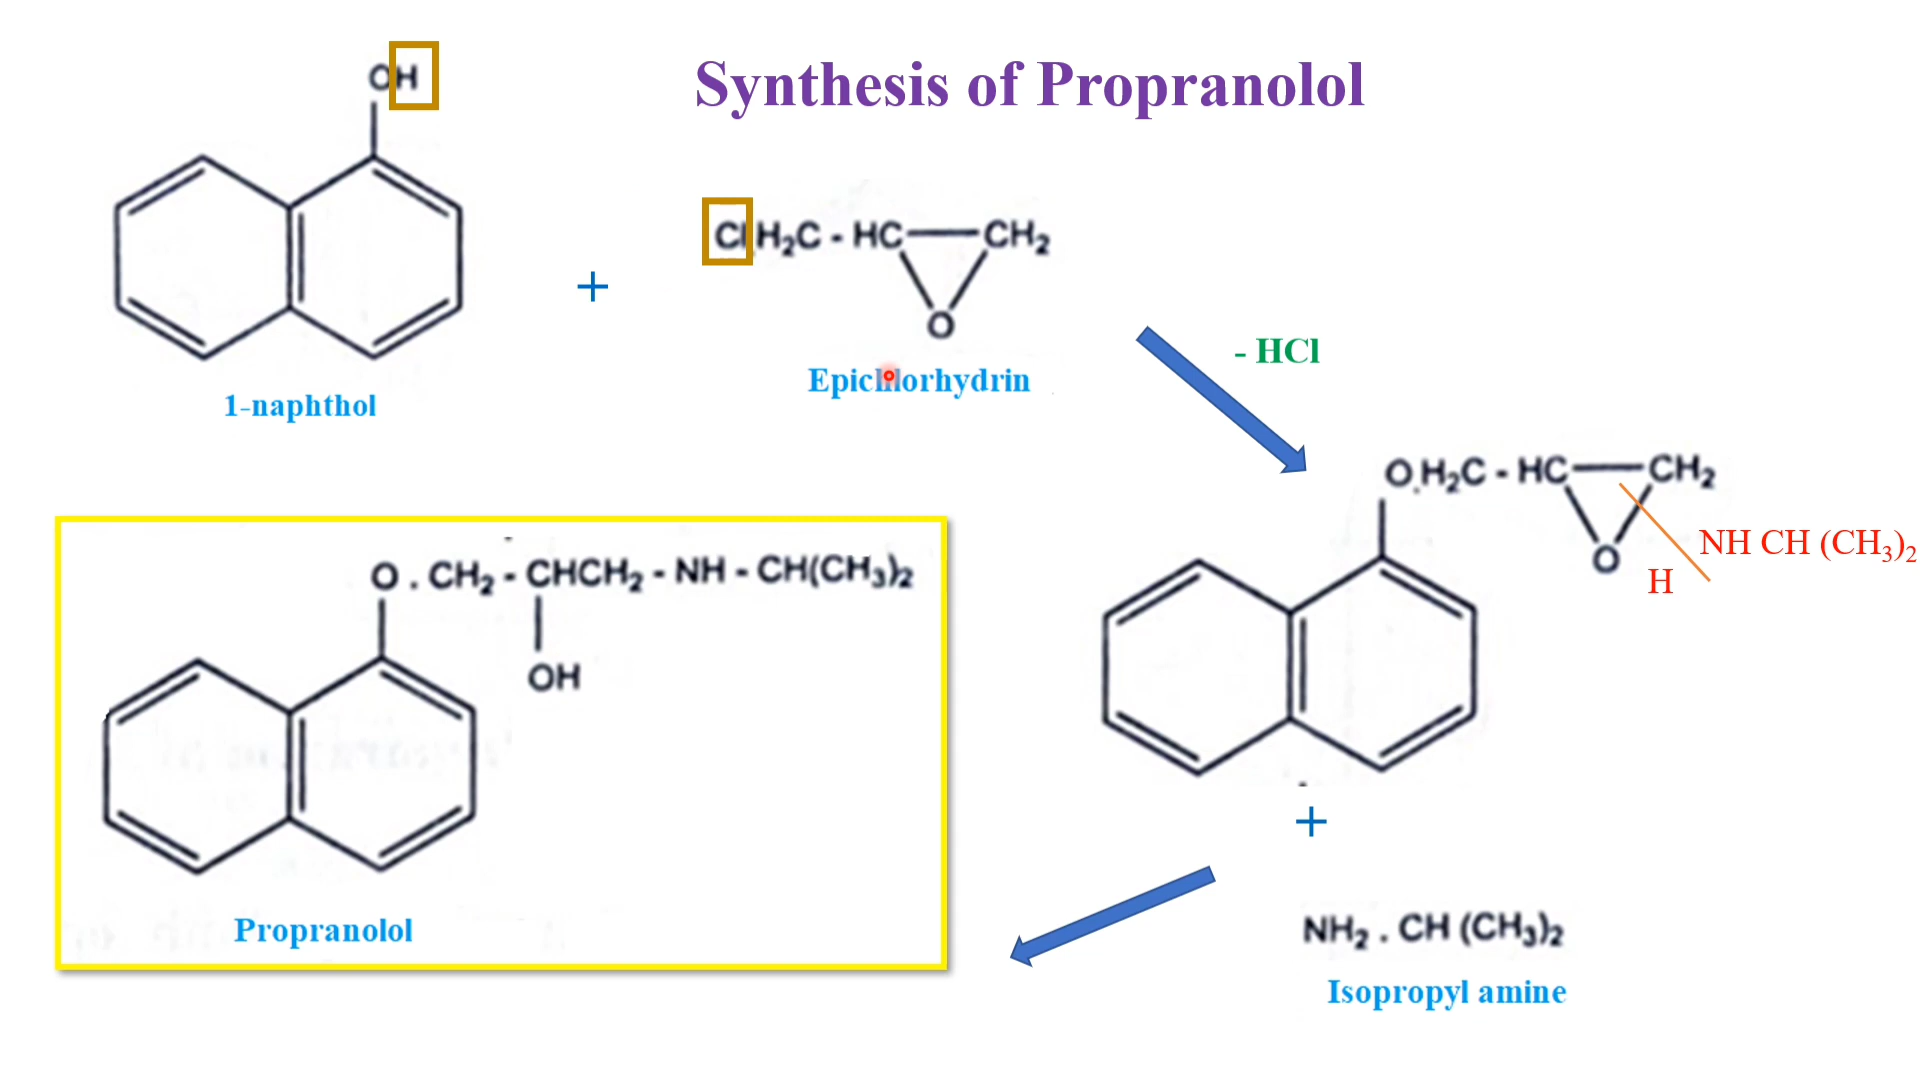 Synthesis of Propranolol
OH
ClH₂C - HC CH₂
O
+
Epichlorhydrin
1-naphthol
- HCl
O.H₂C - HC CH₂
O
NH CH (CH₃)₂
H
+
NH₂ . CH (CH₃)₂
Isopropyl amine
O . CH₂ - CHCH₂ - NH - CH(CH₃)₂
OH
Propranolol